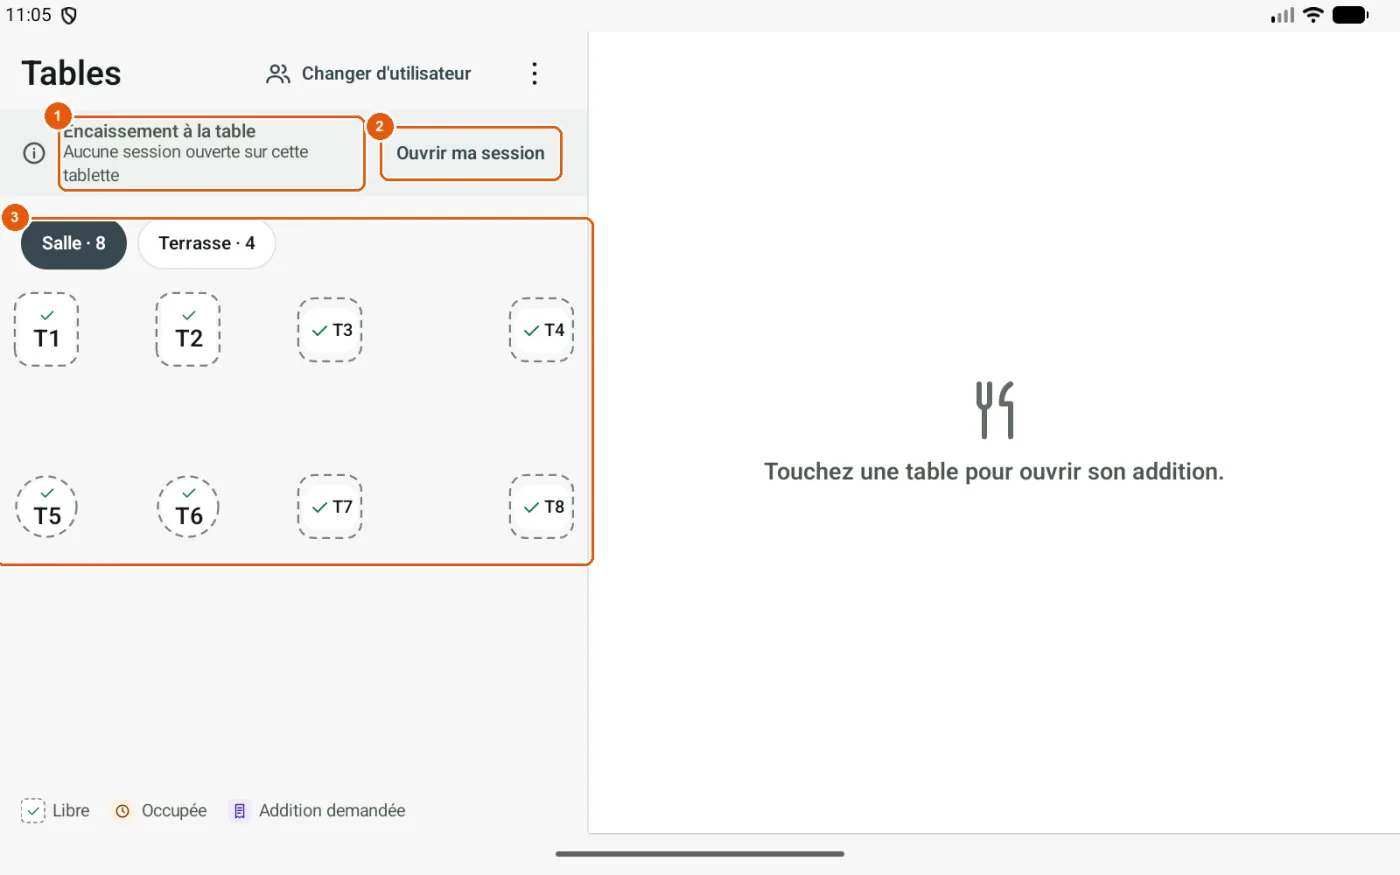 11:05
Tables
Changer d'utilisateur
1
Encaissement à la table
Aucune session ouverte sur cette
tablette
2
Ouvrir ma session
3
Salle · 8
Terrasse · 4
T1
T2
T3
T4
T5
T6
T7
T8
Touchez une table pour ouvrir son addition.
Libre
Occupée
Addition demandée